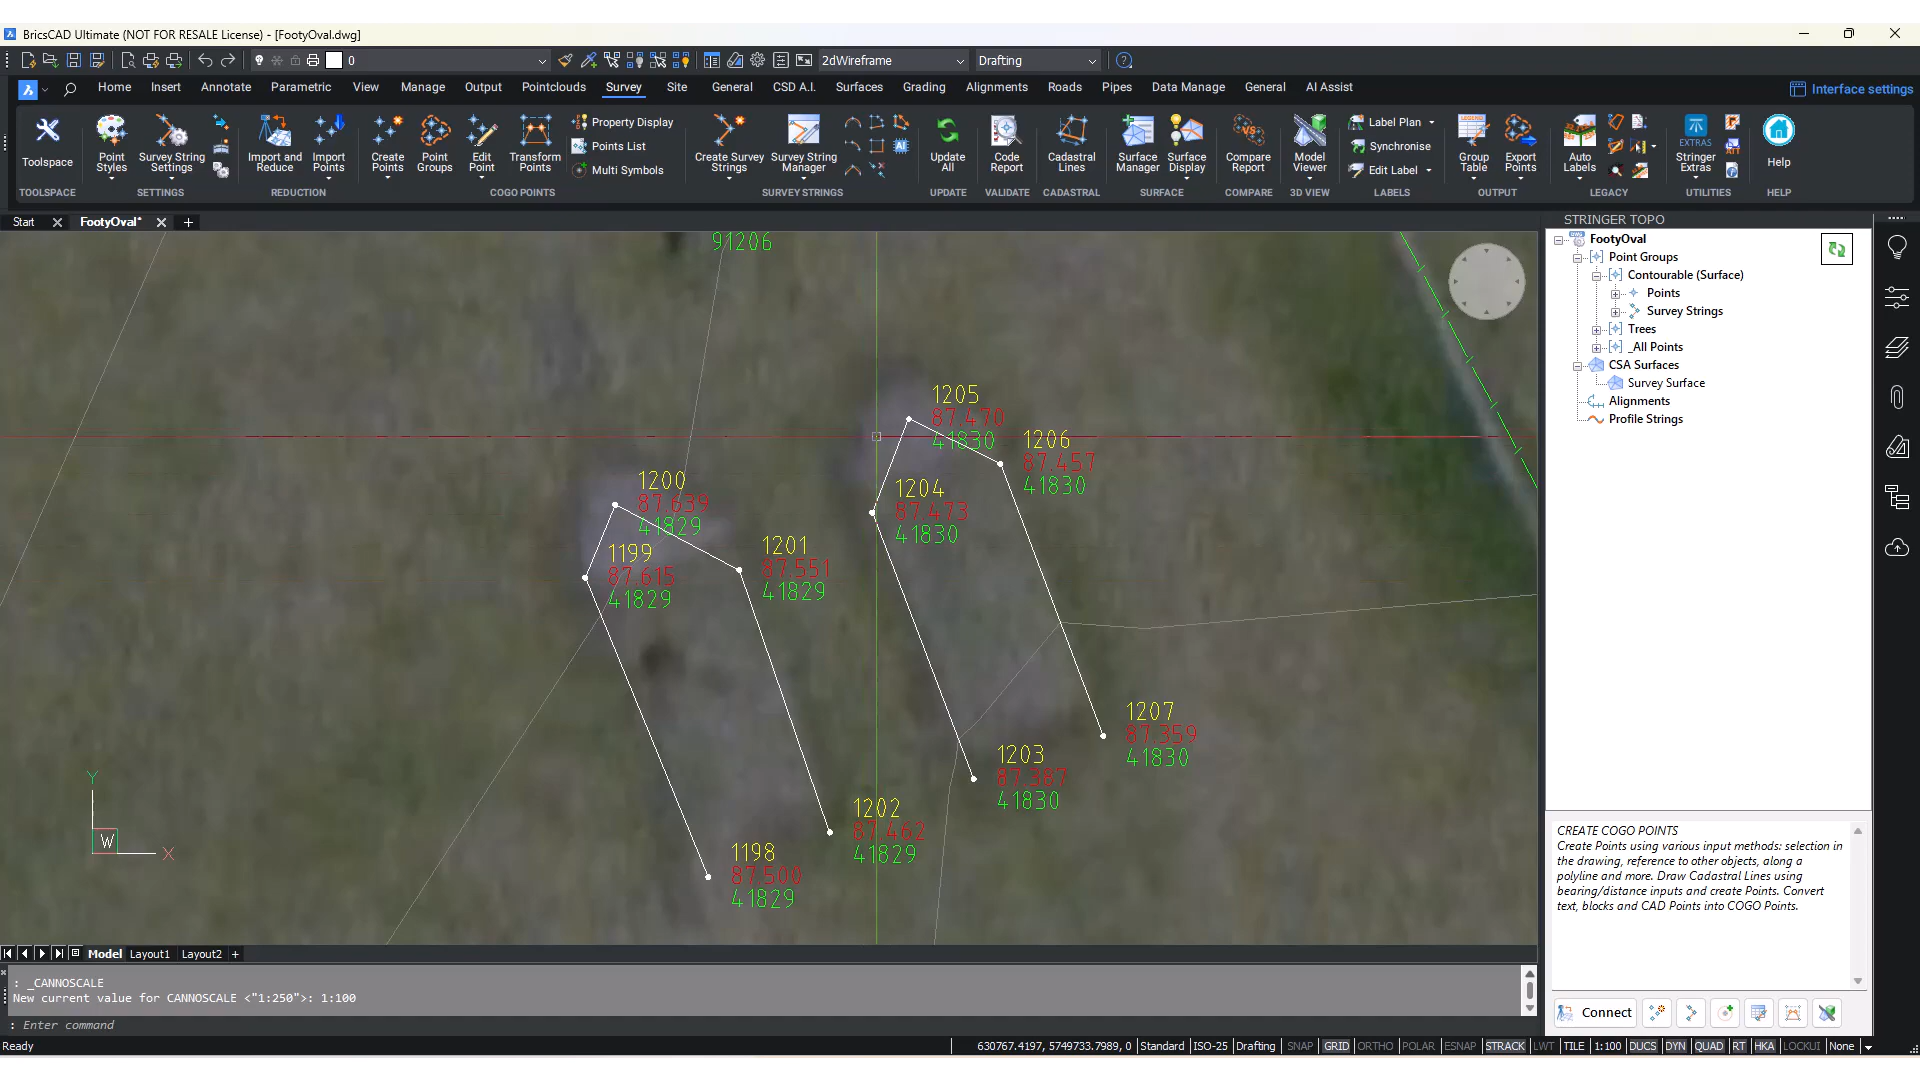 BricsCAD Ultimate (NOT FOR RESALE License) - [FootyOval.dwg]
0 2dWireframe Drafting
Home Insert Annotate Parametric View Manage Output Pointclouds Survey Site General CSD A.I. Surfaces Grading Alignments Roads Pipes Data Manage General AI Assist Interface settings
Toolspace
TOOLSPACE
Point Styles
Survey String Settings
SETTINGS
Import and Reduce
Import Points
REDUCTION
Create Points
Point Groups
Edit Point
Transform Points
Property Display
Points List
Multi Symbols
COGO POINTS
Create Survey Strings
Survey String Manager
SURVEY STRINGS
Update All
UPDATE
Code Report
VALIDATE
Cadastral Lines
CADASTRAL
Surface Manager
Surface Display
SURFACE
Compare Report
COMPARE
Model Viewer
3D VIEW
Label Plan
Synchronise
Edit Label
LABELS
Group Table
Export Points
OUTPUT
Auto Labels
LEGACY
EXTRAS
Stringer Extras
UTILITIES
Help
HELP
Start FootyOval*
91206
1205
87.470
41830
1206
87.457
41830
1200
87.639
41829
1204
87.473
41830
1199
87.615
41829
1201
87.551
41829
1207
87.359
41830
1203
87.387
41830
1202
87.462
41829
1198
87.500
41829
Y
W X
STRINGER TOPO
FootyOval
Point Groups
Contourable (Surface)
Points
Survey Strings
Trees
_All Points
CSA Surfaces
Survey Surface
Alignments
Profile Strings
CREATE COGO POINTS
Create Points using various input methods: selection in
the drawing, reference to other objects, along a
polyline and more. Draw Cadastral Lines using
bearing/distance inputs and create Points. Convert
text, blocks and CAD Points into COGO Points.
Connect
Model Layout1 Layout2 +
: _CANNOSCALE
New current value for CANNOSCALE <"1:250">: 1:100
: Enter command
Ready 630767.4197, 5749733.7989, 0 Standard ISO-25 Drafting SNAP GRID ORTHO POLAR ESNAP STRACK LWT TILE 1:100 DUCS DYN QUAD RT HKA LOCKUI None